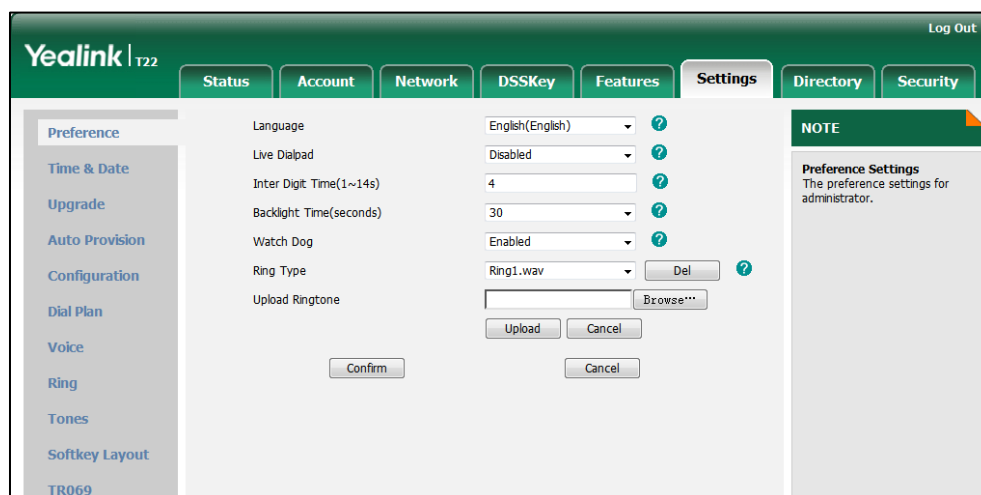 Log Out
Yealink T22
Status Account Network DSSKey Features Settings Directory Security
Preference
Time & Date
Upgrade
Auto Provision
Configuration
Dial Plan
Voice
Ring
Tones
Softkey Layout
TR069
Language English(English) ?
Live Dialpad Disabled ?
Inter Digit Time(1~14s) 4 ?
Backlight Time(seconds) 30 ?
Watch Dog Enabled ?
Ring Type Ring1.wav Del ?
Upload Ringtone Browse...
Upload Cancel
Confirm Cancel
NOTE
Preference Settings
The preference settings for
administrator.